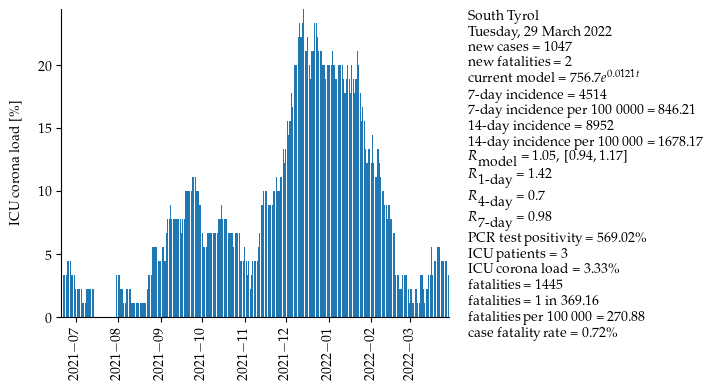 ICU corona load [%]
20
15
10
5
0
2021−07
2021−08
2021−09
2021−10
2021−11
2021−12
2022−01
2022−02
2022−03
South Tyrol
Tuesday, 29 March 2022
new cases = 1047
new fatalities = 2
current model = 756.7e^0.0121t
7-day incidence = 4514
7-day incidence per 100 0000 = 846.21
14-day incidence = 8952
14-day incidence per 100 000 = 1678.17
R_model = 1.05, [0.94, 1.17]
R_1-day = 1.42
R_4-day = 0.7
R_7-day = 0.98
PCR test positivity = 569.02%
ICU patients = 3
ICU corona load = 3.33%
fatalities = 1445
fatalities = 1 in 369.16
fatalities per 100 000 = 270.88
case fatality rate = 0.72%